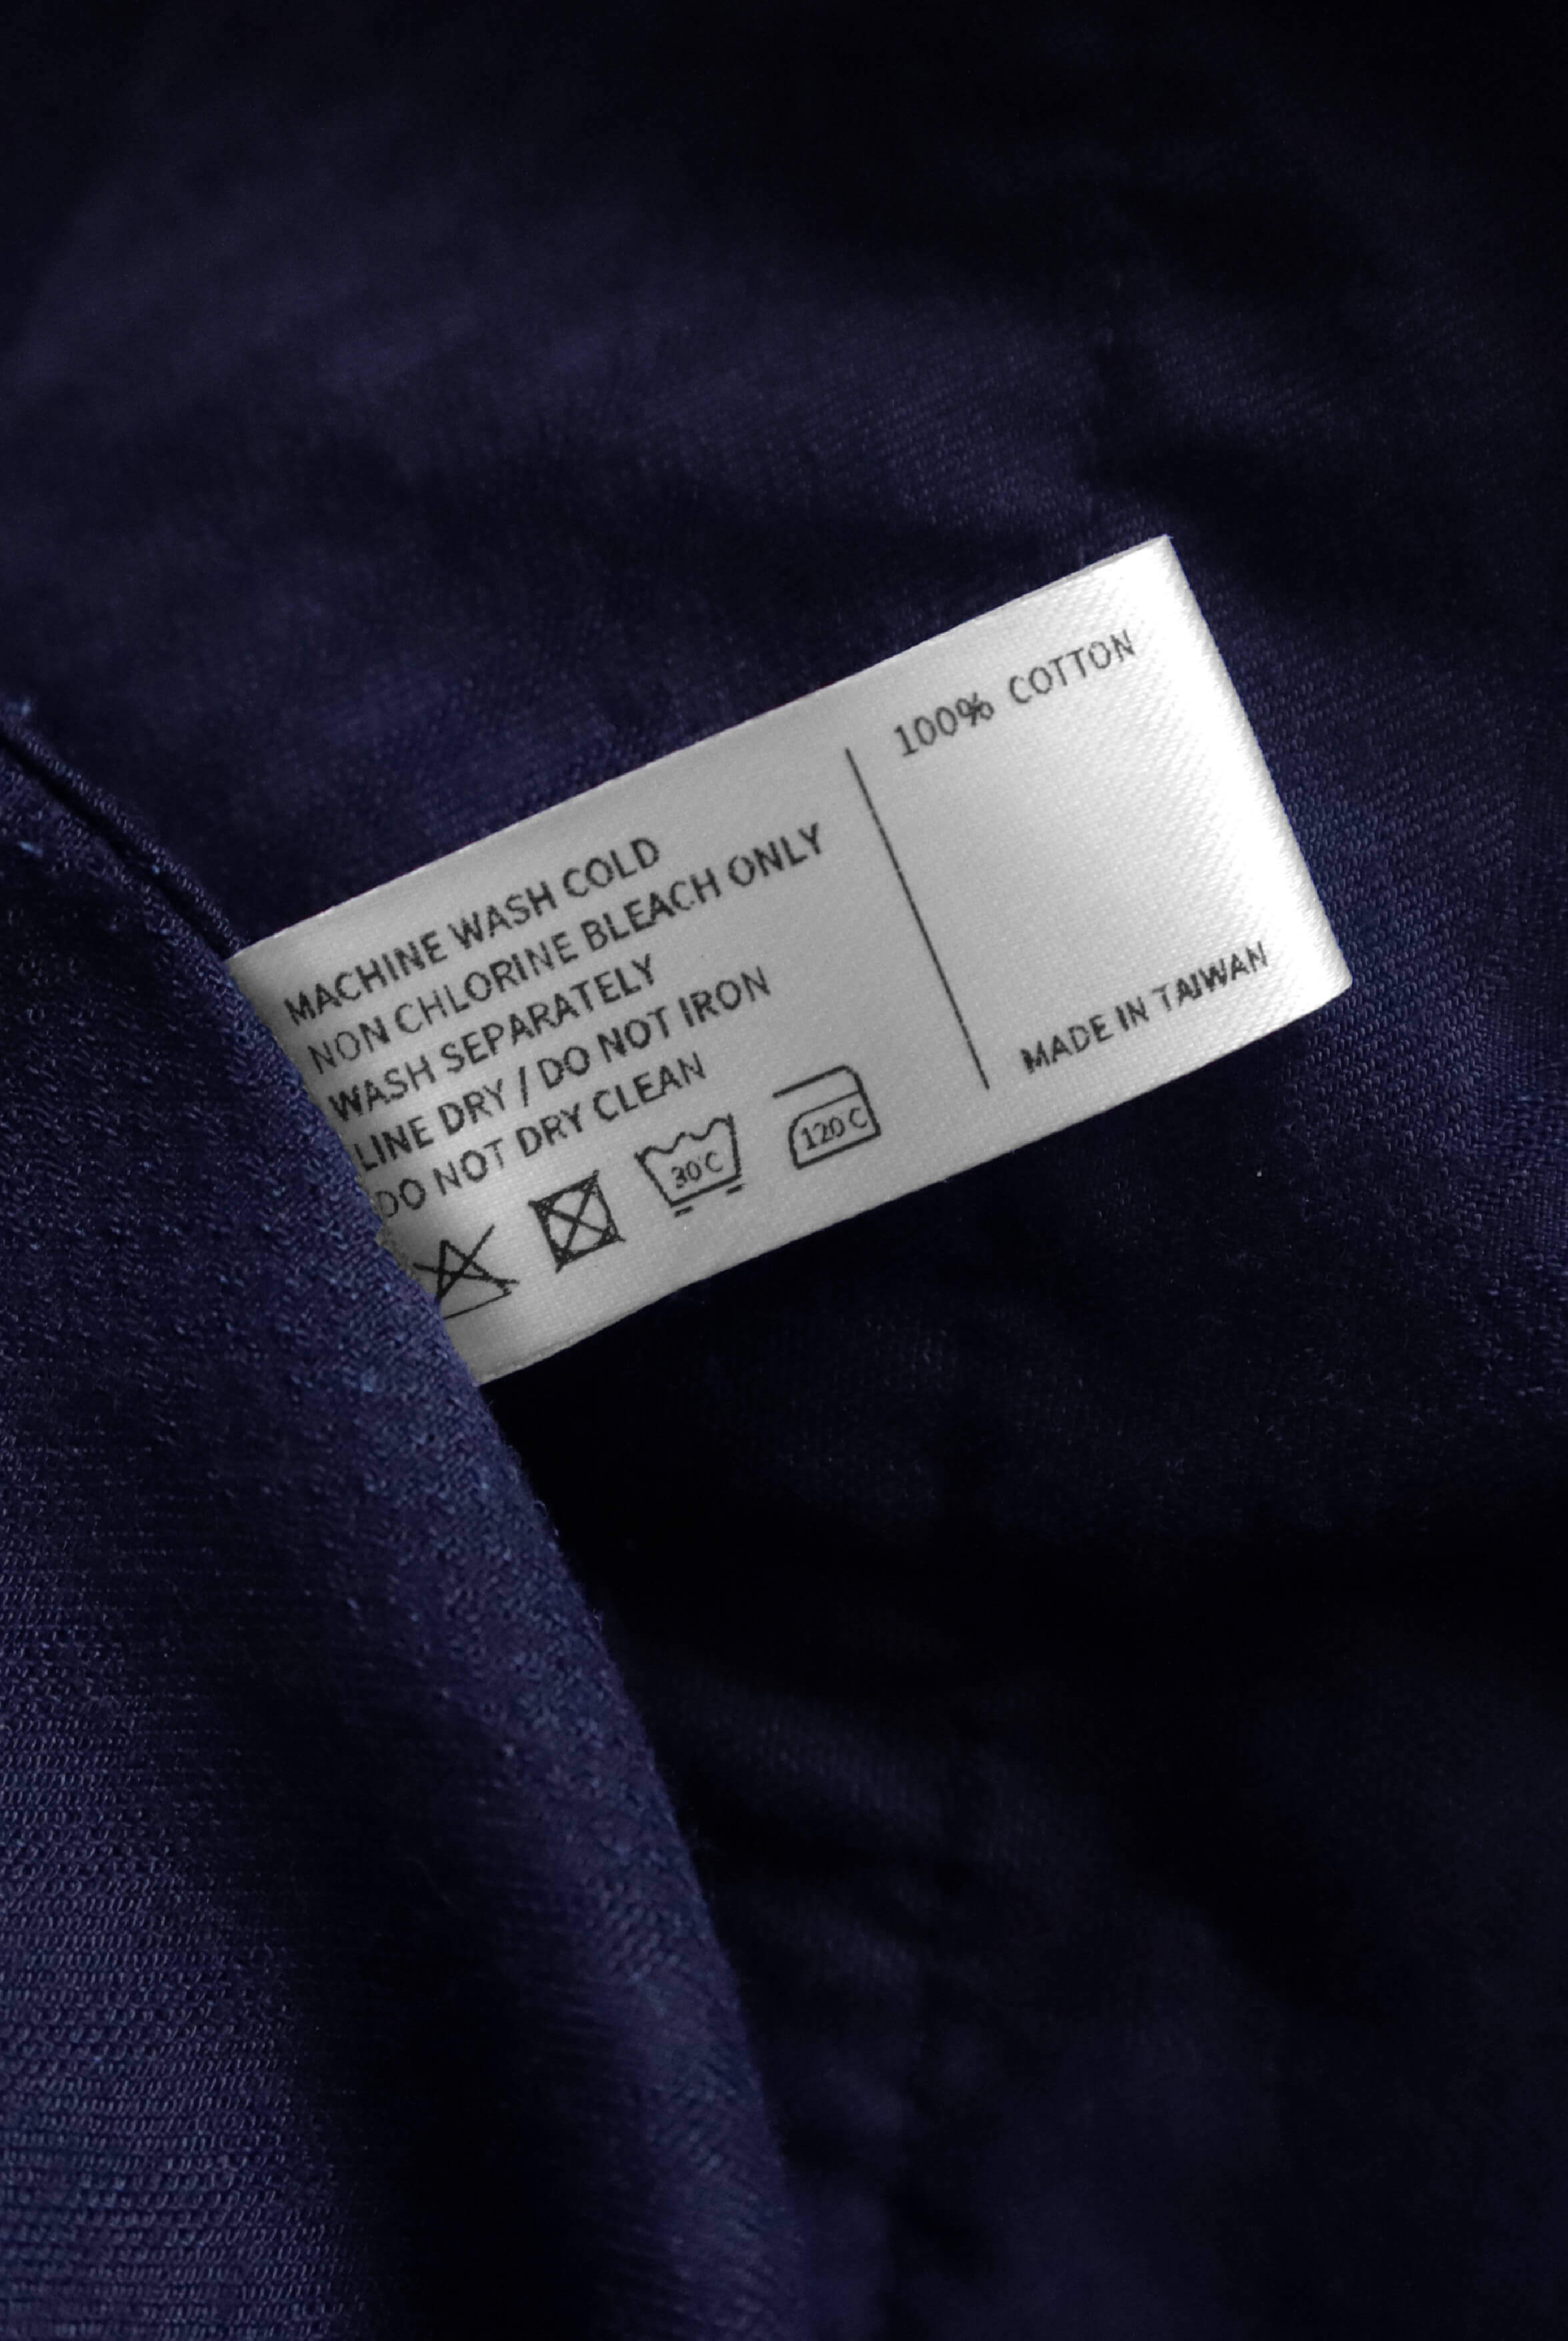 MACHINE WASH COLD
NON CHLORINE BLEACH ONLY
WASH SEPARATELY
LINE DRY / DO NOT IRON
DO NOT DRY CLEAN
30°C
120 C
100% COTTON
MADE IN TAIWAN